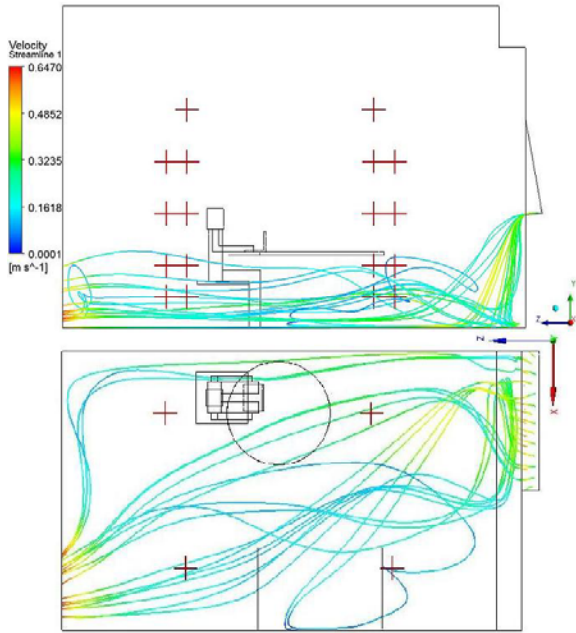 Velocity
Streamline 1
0.6470
0.4852
0.3235
0.1618
0.0001
[m s^-1]
Y
Z
X
Z
X